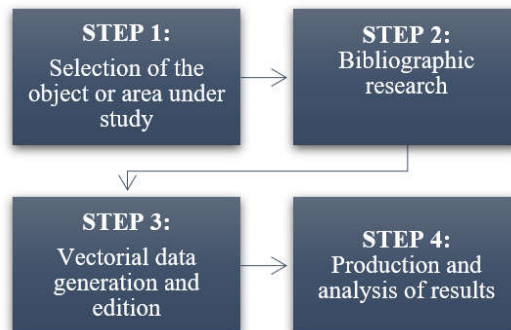 STEP 1:
Selection of the
object or area under
study
STEP 2:
Bibliographic
research
STEP 3:
Vectorial data
generation and
edition
STEP 4:
Production and
analysis of results